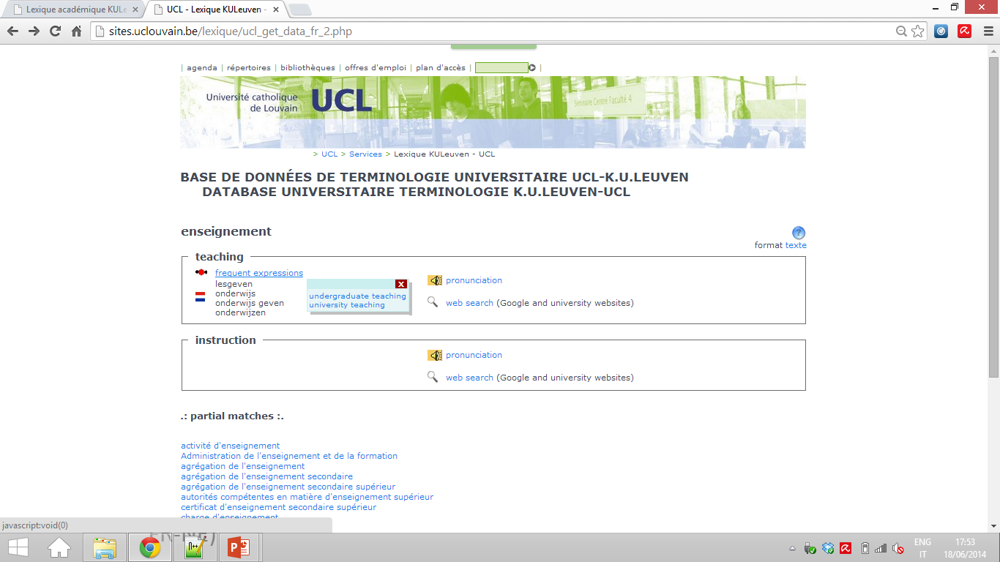 Lexique académique KULe
UCL - Lexique KULeuven -
sites.uclouvain.be/lexique/ucl_get_data_fr_2.php
| agenda | répertoires | bibliothèques | offres d'emploi | plan d'accès | |
Université catholique
de Louvain
UCL
Séminaire Centre Faculté 4
> UCL > Services > Lexique KULeuven - UCL
BASE DE DONNÉES DE TERMINOLOGIE UNIVERSITAIRE UCL-K.U.LEUVEN
DATABASE UNIVERSITAIRE TERMINOLOGIE K.U.LEUVEN-UCL
enseignement
?
format texte
teaching
frequent expressions
lesgeven
onderwijs
onderwijs geven
onderwijzen
x
undergraduate teaching
university teaching
pronunciation
web search (Google and university websites)
instruction
pronunciation
web search (Google and university websites)
.: partial matches :.
activité d'enseignement
Administration de l'enseignement et de la formation
agrégation de l'enseignement
agrégation de l'enseignement secondaire
agrégation de l'enseignement secondaire supérieur
autorités compétentes en matière d'enseignement supérieur
certificat d'enseignement secondaire supérieur
charge d'enseignement
javascript:void(0)
ENG
IT
17:53
18/06/2014